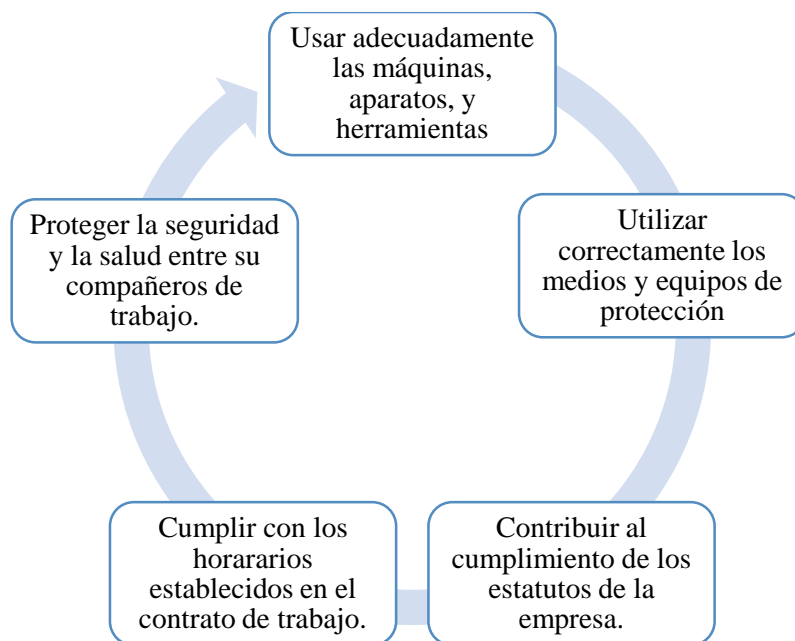 Usar adecuadamente
las máquinas,
aparatos, y
herramientas
Utilizar
correctamente los
medios y equipos de
protección
Contribuir al
cumplimiento de los
estatutos de la
empresa.
Cumplir con los
horararios
establecidos en el
contrato de trabajo.
Proteger la seguridad
y la salud entre su
compañeros de
trabajo.